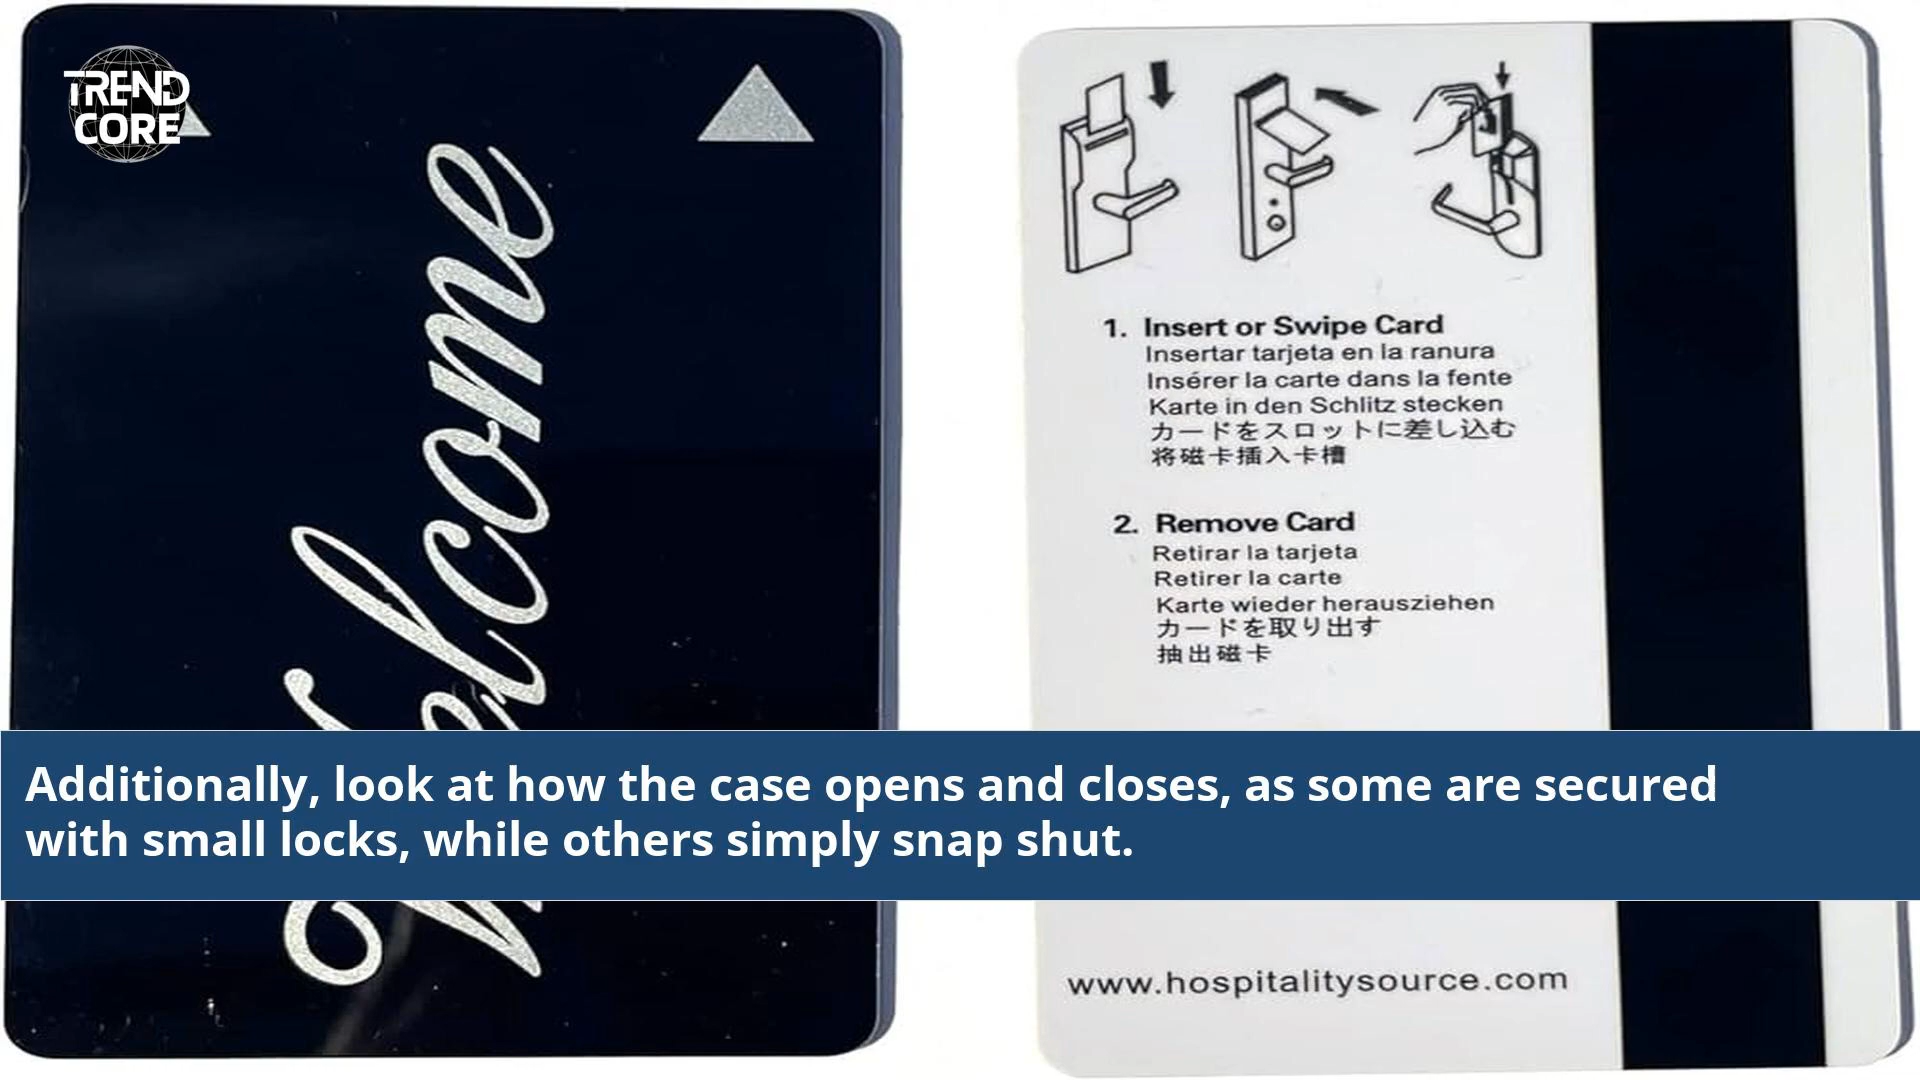 TREND
CORE
Welcome
1. Insert or Swipe Card
Insertar tarjeta en la ranura
Insérer la carte dans la fente
Karte in den Schlitz stecken
カードをスロットに差し込む
将磁卡插入卡槽
2. Remove Card
Retirar la tarjeta
Retirer la carte
Karte wieder herausziehen
カードを取り出す
抽出磁卡
Additionally, look at how the case opens and closes, as some are secured
with small locks, while others simply snap shut.
www.hospitalitysource.com